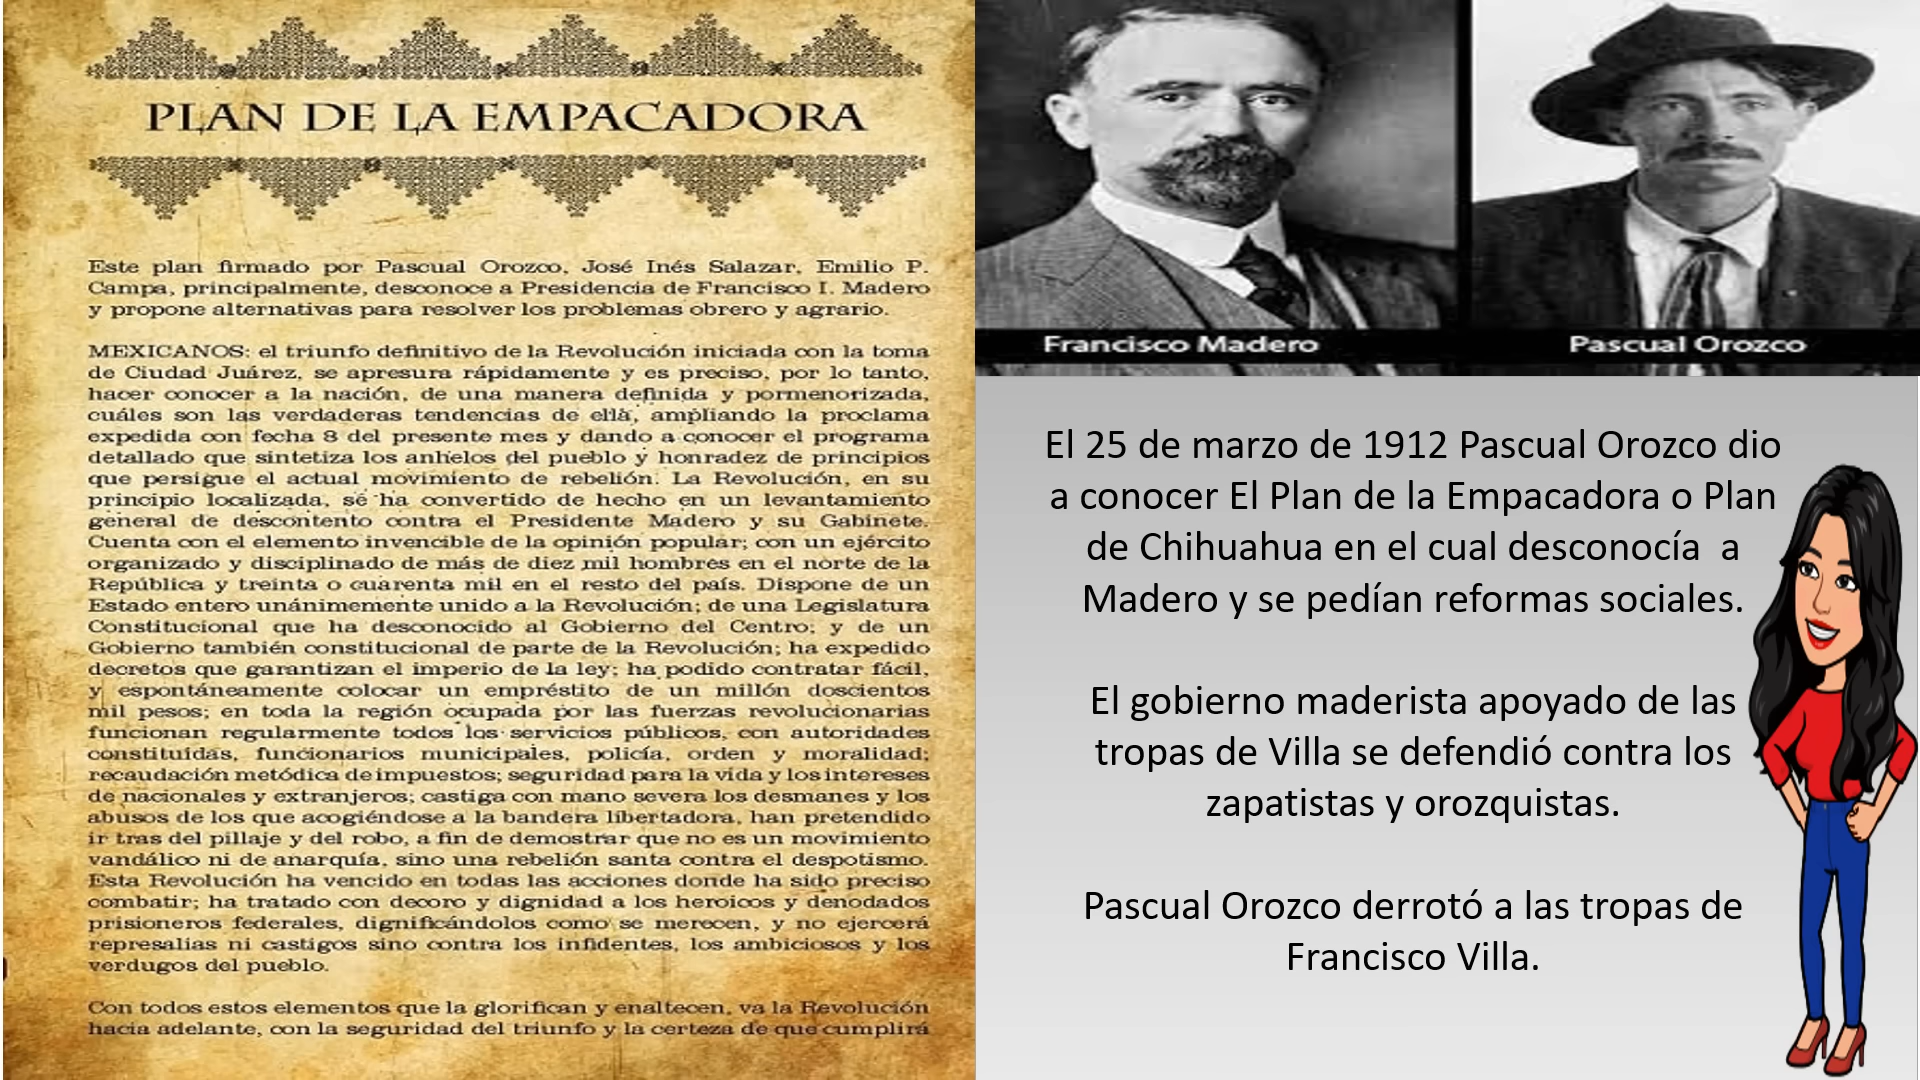 PLAN DE LA EMPACADORA
Este plan firmado por Pascual Orozco, José Inés Salazar, Emilio P.
Campa, principalmente, desconoce a Presidencia de Francisco I. Madero
y propone alternativas para resolver los problemas obrero y agrario.
MEXICANOS: el triunfo definitivo de la Revolución iniciada con la toma
de Ciudad Juárez, se apresura rápidamente y es preciso, por lo tanto,
hacer conocer a la nación, de una manera definida y pormenorizada,
cuáles son las verdaderas tendencias de ella, ampliando la proclama
expedida con fecha 8 del presente mes y dando a conocer el programa
detallado que sintetiza los anhelos del pueblo y honradez de principios
que persigue el actual movimiento de rebelión. La Revolución, en su
principio localizada, se ha convertido de hecho en un levantamiento
general de descontento contra el Presidente Madero y su Gabinete.
Cuenta con el elemento invencible de la opinión popular; con un ejército
organizado y disciplinado de más de diez mil hombres en el norte de la
República y treinta o cuarenta mil en el resto del país. Dispone de un
Estado entero unánimemente unido a la Revolución; de una Legislatura
Constitucional que ha desconocido al Gobierno del Centro; y de un
Gobierno también constitucional de parte de la Revolución; ha expedido
decretos que garantizan el imperio de la ley; ha podido contratar fácil,
y espontáneamente colocar un empréstito de un millón doscientos
mil pesos; en toda la región ocupada por las fuerzas revolucionarias
funcionan regularmente todos los servicios públicos, con autoridades
constituídas, funcionarios municipales, policía, orden y moralidad;
recaudación metódica de impuestos; seguridad para la vida y los intereses
de nacionales y extranjeros; castiga con mano severa los desmanes y los
abusos de los que acogiéndose a la bandera libertadora, han pretendido
ir tras del pillaje y del robo, a fin de demostrar que no es un movimiento
vandálico ni de anarquía, sino una rebelión santa contra el despotismo.
Esta Revolución ha vencido en todas las acciones donde ha sido preciso
combatir; ha tratado con decoro y dignidad a los heroicos y denodados
prisioneros federales, dignificándolos como se merecen, y no ejercerá
represalias ni castigos sino contra los infidentes, los ambiciosos y los
verdugos del pueblo.
Con todos estos elementos que la glorifican y enaltecen, va la Revolución
hacia adelante, con la seguridad del triunfo y la certeza de que cumplirá
Francisco Madero
Pascual Orozco
El 25 de marzo de 1912 Pascual Orozco dio
a conocer El Plan de la Empacadora o Plan
de Chihuahua en el cual desconocía a
Madero y se pedían reformas sociales.
El gobierno maderista apoyado de las
tropas de Villa se defendió contra los
zapatistas y orozquistas.
Pascual Orozco derrotó a las tropas de
Francisco Villa.